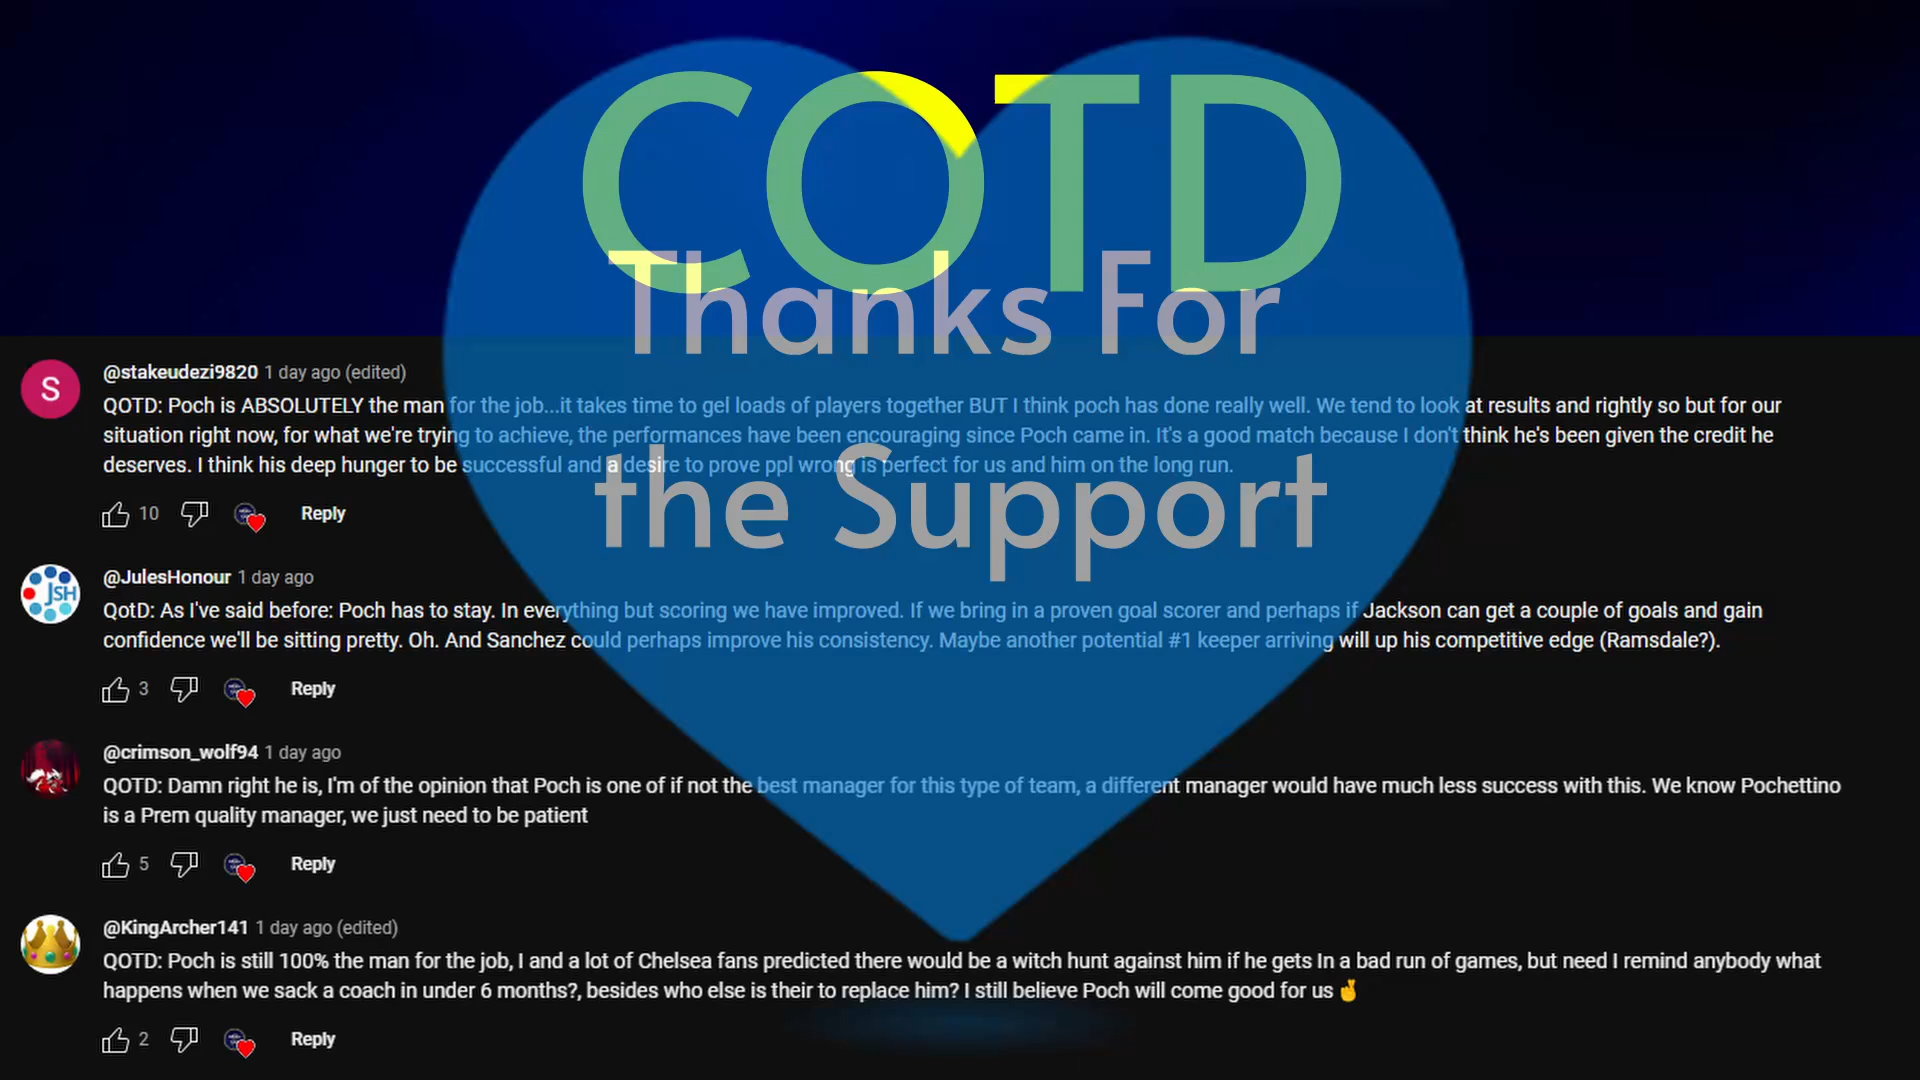 COTD
Thanks For
the Support
S
@stakeudezi9820 1 day ago (edited)
QOTD: Poch is ABSOLUTELY the man for the job...it takes time to gel loads of players together BUT I think poch has done really well. We tend to look at results and rightly so but for our
situation right now, for what we're trying to achieve, the performances have been encouraging since Poch came in. It's a good match because I don't think he's been given the credit he
deserves. I think his deep hunger to be successful and a desire to prove ppl wrong is perfect for us and him on the long run.
10 Reply
JSH
@JulesHonour 1 day ago
QotD: As I've said before: Poch has to stay. In everything but scoring we have improved. If we bring in a proven goal scorer and perhaps if Jackson can get a couple of goals and gain
confidence we'll be sitting pretty. Oh. And Sanchez could perhaps improve his consistency. Maybe another potential #1 keeper arriving will up his competitive edge (Ramsdale?).
3 Reply
@crimson_wolf94 1 day ago
QOTD: Damn right he is, I'm of the opinion that Poch is one of if not the best manager for this type of team, a different manager would have much less success with this. We know Pochettino
is a Prem quality manager, we just need to be patient
5 Reply
@KingArcher141 1 day ago (edited)
QOTD: Poch is still 100% the man for the job, I and a lot of Chelsea fans predicted there would be a witch hunt against him if he gets In a bad run of games, but need I remind anybody what
happens when we sack a coach in under 6 months?, besides who else is their to replace him? I still believe Poch will come good for us 🤞
2 Reply